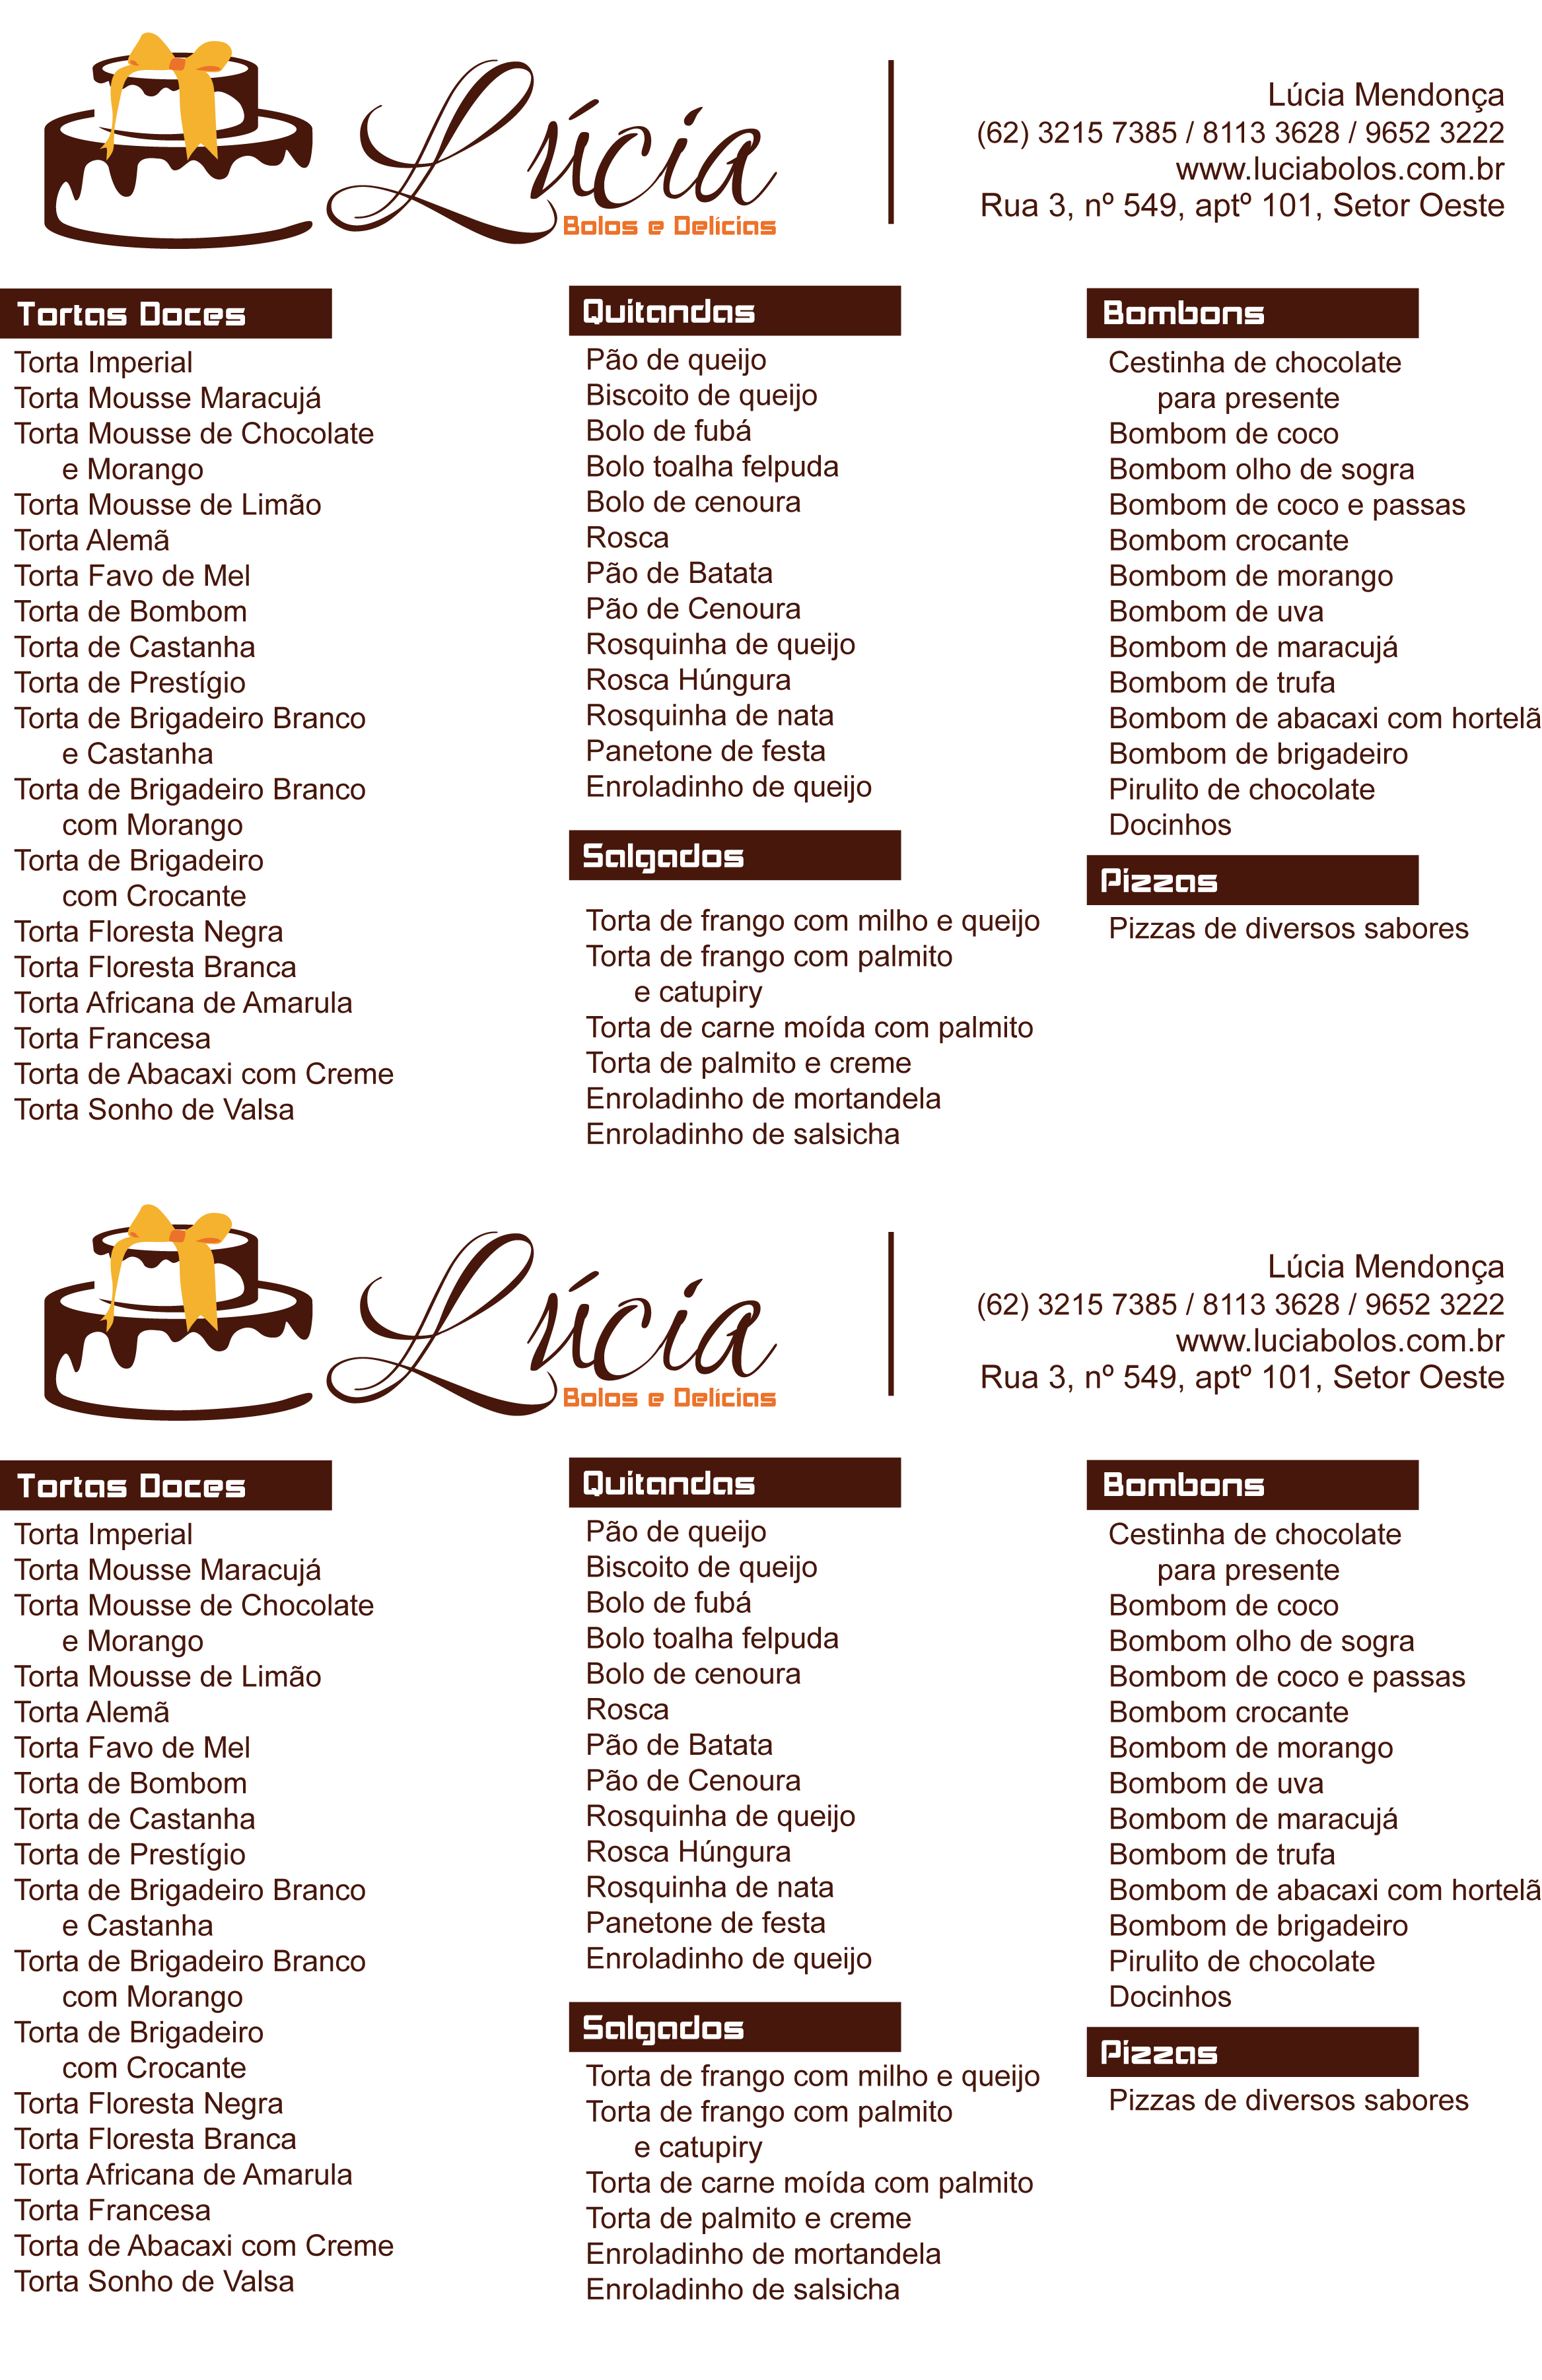 Lúcia
Bolos e Delícias
Lúcia Mendonça
(62) 3215 7385 / 8113 3628 / 9652 3222
www.luciabolos.com.br
Rua 3, nº 549, aptº 101, Setor Oeste
Tortas Doces
Torta Imperial
Torta Mousse Maracujá
Torta Mousse de Chocolate
e Morango
Torta Mousse de Limão
Torta Alemã
Torta Favo de Mel
Torta de Bombom
Torta de Castanha
Torta de Prestígio
Torta de Brigadeiro Branco
e Castanha
Torta de Brigadeiro Branco
com Morango
Torta de Brigadeiro
com Crocante
Torta Floresta Negra
Torta Floresta Branca
Torta Africana de Amarula
Torta Francesa
Torta de Abacaxi com Creme
Torta Sonho de Valsa
Quitandas
Pão de queijo
Biscoito de queijo
Bolo de fubá
Bolo toalha felpuda
Bolo de cenoura
Rosca
Pão de Batata
Pão de Cenoura
Rosquinha de queijo
Rosca Húngura
Rosquinha de nata
Panetone de festa
Enroladinho de queijo
Salgados
Torta de frango com milho e queijo
Torta de frango com palmito
e catupiry
Torta de carne moída com palmito
Torta de palmito e creme
Enroladinho de mortandela
Enroladinho de salsicha
Bombons
Cestinha de chocolate
para presente
Bombom de coco
Bombom olho de sogra
Bombom de coco e passas
Bombom crocante
Bombom de morango
Bombom de uva
Bombom de maracujá
Bombom de trufa
Bombom de abacaxi com hortelã
Bombom de brigadeiro
Pirulito de chocolate
Docinhos
Pizzas
Pizzas de diversos sabores
Lúcia
Bolos e Delícias
Lúcia Mendonça
(62) 3215 7385 / 8113 3628 / 9652 3222
www.luciabolos.com.br
Rua 3, nº 549, aptº 101, Setor Oeste
Tortas Doces
Torta Imperial
Torta Mousse Maracujá
Torta Mousse de Chocolate
e Morango
Torta Mousse de Limão
Torta Alemã
Torta Favo de Mel
Torta de Bombom
Torta de Castanha
Torta de Prestígio
Torta de Brigadeiro Branco
e Castanha
Torta de Brigadeiro Branco
com Morango
Torta de Brigadeiro
com Crocante
Torta Floresta Negra
Torta Floresta Branca
Torta Africana de Amarula
Torta Francesa
Torta de Abacaxi com Creme
Torta Sonho de Valsa
Quitandas
Pão de queijo
Biscoito de queijo
Bolo de fubá
Bolo toalha felpuda
Bolo de cenoura
Rosca
Pão de Batata
Pão de Cenoura
Rosquinha de queijo
Rosca Húngura
Rosquinha de nata
Panetone de festa
Enroladinho de queijo
Salgados
Torta de frango com milho e queijo
Torta de frango com palmito
e catupiry
Torta de carne moída com palmito
Torta de palmito e creme
Enroladinho de mortandela
Enroladinho de salsicha
Bombons
Cestinha de chocolate
para presente
Bombom de coco
Bombom olho de sogra
Bombom de coco e passas
Bombom crocante
Bombom de morango
Bombom de uva
Bombom de maracujá
Bombom de trufa
Bombom de abacaxi com hortelã
Bombom de brigadeiro
Pirulito de chocolate
Docinhos
Pizzas
Pizzas de diversos sabores